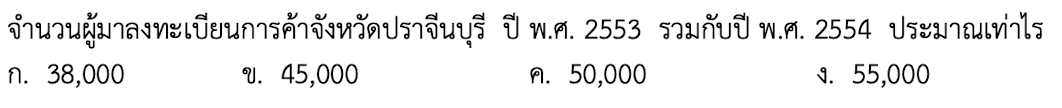 จำนวนผู้มาลงทะเบียนการค้าจังหวัดปราจีนบุรี ปี พ.ศ. 2553 รวมกับปี พ.ศ. 2554 ประมาณเท่าไร
ก. 38,000 ข. 45,000 ค. 50,000 ง. 55,000